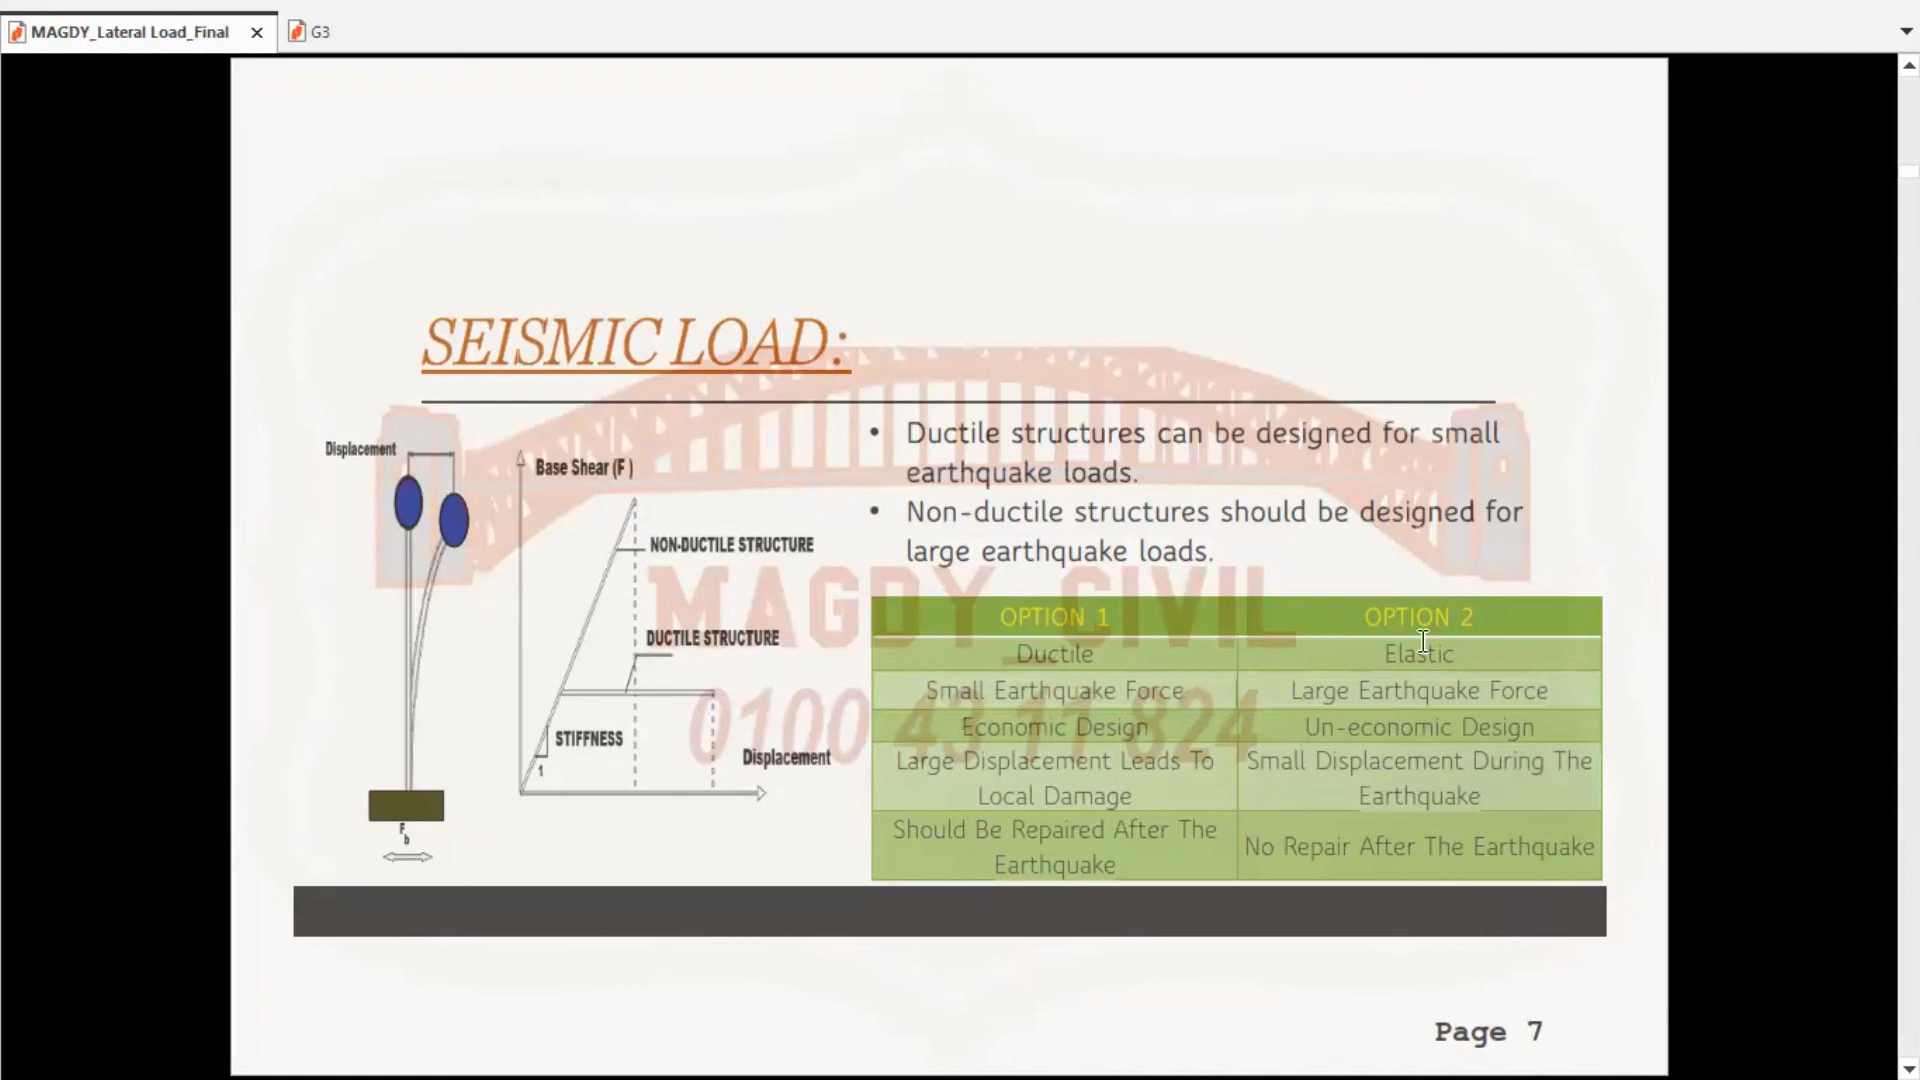 MAGDY_Lateral Load_Final
G3
SEISMIC LOAD:
Displacement
Base Shear (F )
NON-DUCTILE STRUCTURE
DUCTILE STRUCTURE
STIFFNESS
1
Displacement
F
b
• Ductile structures can be designed for small
earthquake loads.
• Non-ductile structures should be designed for
large earthquake loads.
MAGDY_CIVIL
0100 43 11 824
OPTION 1 OPTION 2
Ductile Elastic
Small Earthquake Force Large Earthquake Force
Economic Design Un-economic Design
Large Displacement Leads To Small Displacement During The
Local Damage Earthquake
Should Be Repaired After The
Earthquake
No Repair After The Earthquake
Page 7